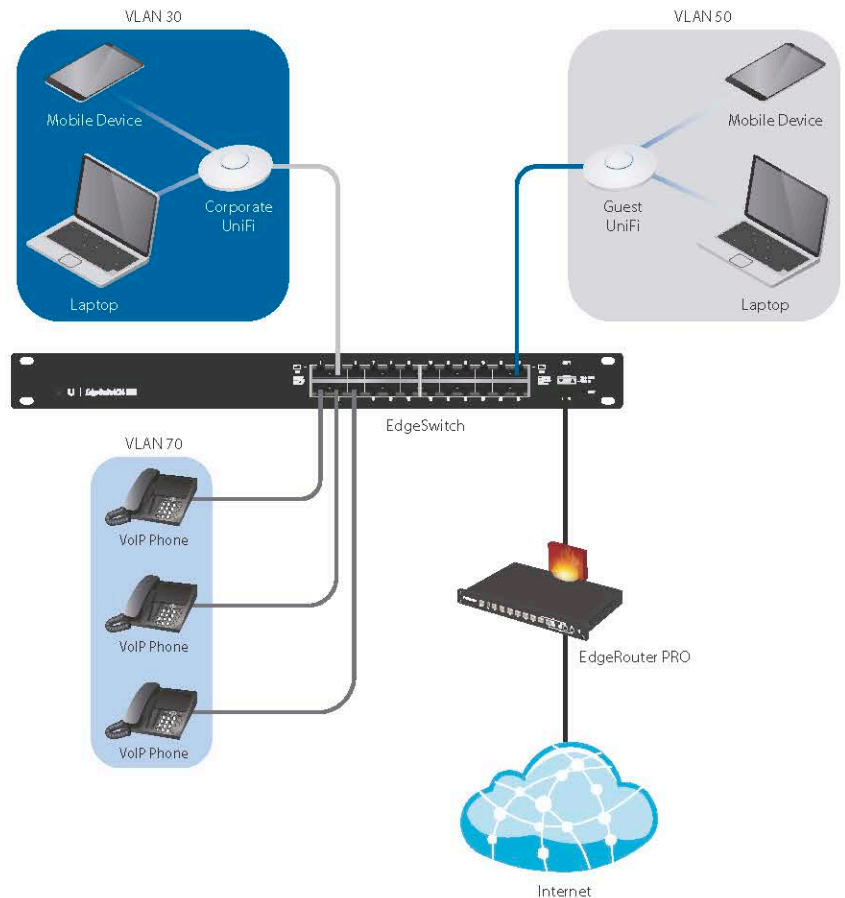 VLAN 30
VLAN 50
Mobile Device
Mobile Device
Corporate
UniFi
Guest
UniFi
Laptop
Laptop
EdgeSwitch
VLAN 70
VoIP Phone
VoIP Phone
VoIP Phone
EdgeRouter PRO
Internet